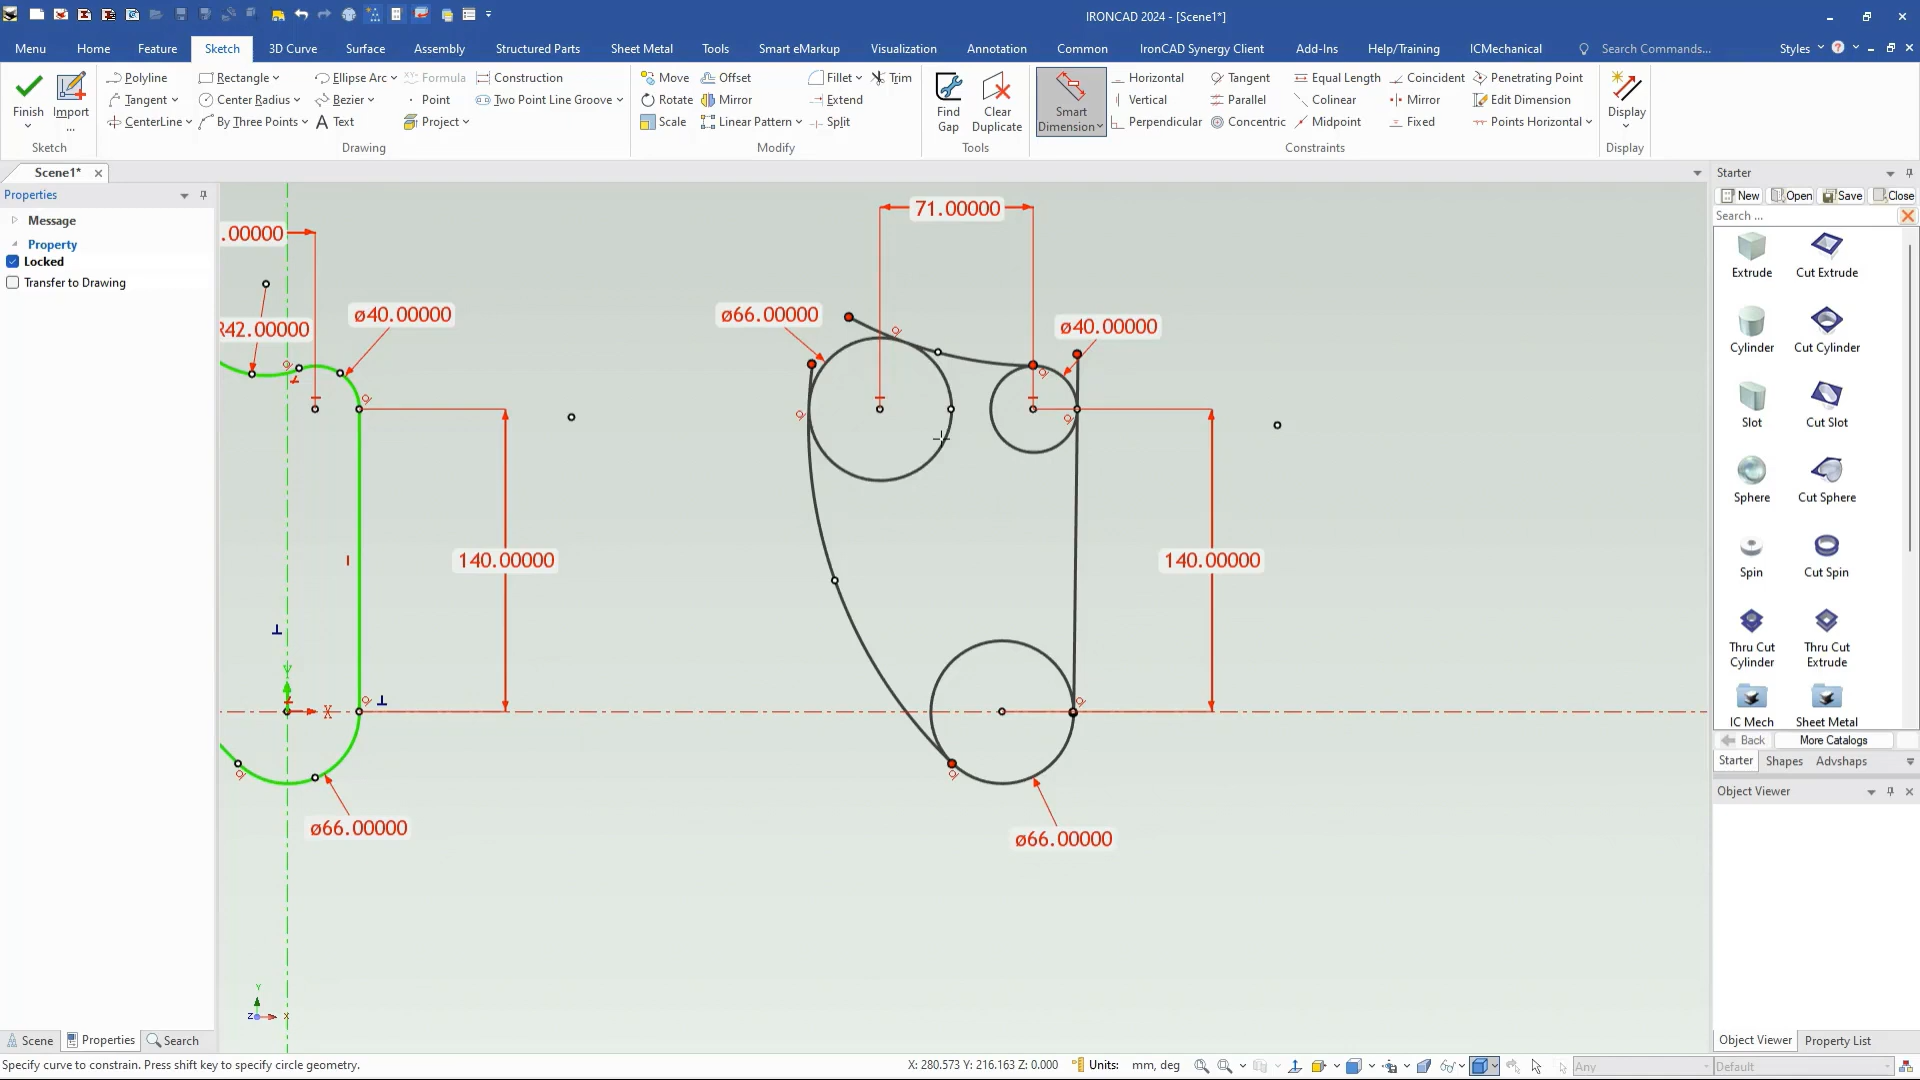 IRONCAD 2024 - [Scene1*]
Menu Home Feature Sketch 3D Curve Surface Assembly Structured Parts Sheet Metal Tools Smart eMarkup Visualization Annotation Common IronCAD Synergy Client Add-Ins Help/Training ICMechanical Search Commands... Styles
Polyline Rectangle Ellipse Arc Formula Construction Move Offset Fillet Trim Horizontal Tangent Equal Length Coincident Penetrating Point
Tangent Center Radius Bezier Point Two Point Line Groove Rotate Mirror Extend Vertical Parallel Colinear Mirror Edit Dimension
Finish Import ... CenterLine By Three Points Text Project Scale Linear Pattern Split Find Gap Clear Duplicate Smart Dimension Perpendicular Concentric Midpoint Fixed Points Horizontal Display
Sketch Drawing Modify Tools Constraints Display
Scene1*
Properties
Message
Property
Locked
Transfer to Drawing
71.00000
.00000
ø40.00000
ø66.00000
ø40.00000
R42.00000
140.00000
140.00000
X
Y
ø66.00000
ø66.00000
Y
Z X
Starter
New Open Save Close
Search ...
Extrude Cut Extrude
Cylinder Cut Cylinder
Slot Cut Slot
Sphere Cut Sphere
Spin Cut Spin
Thru Cut Cylinder Thru Cut Extrude
IC Mech Sheet Metal
Back More Catalogs
Starter Shapes Advshaps
Object Viewer
Object Viewer Property List
Scene Properties Search
Specify curve to constrain. Press shift key to specify circle geometry.
X: 280.573 Y: 216.163 Z: 0.000 Units: mm, deg Any Default